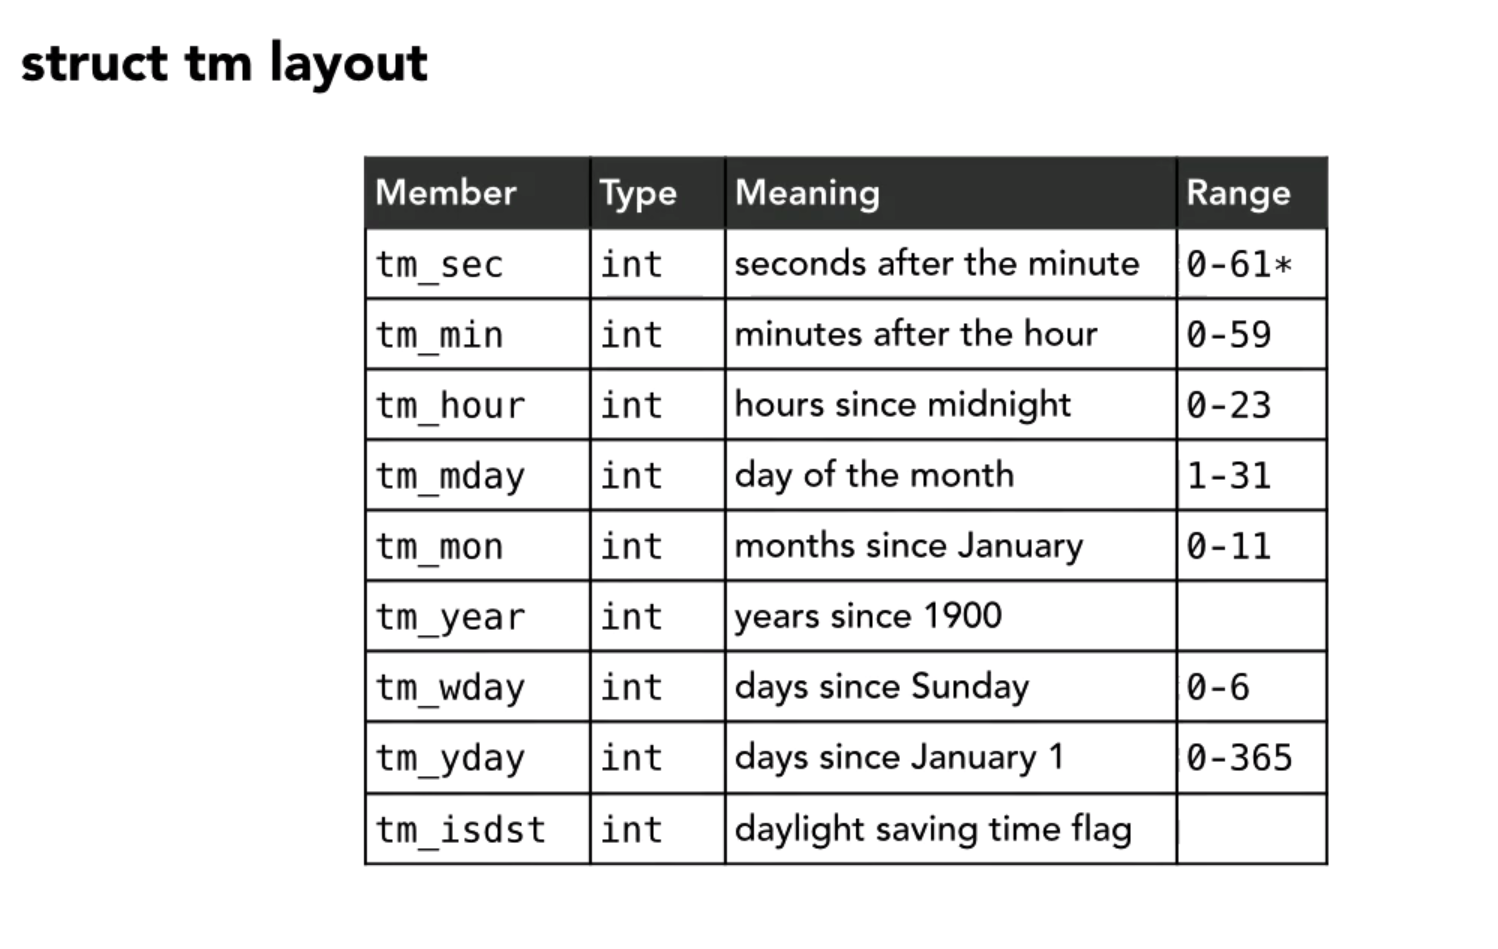 struct tm layout
Member Type Meaning Range
tm_sec int seconds after the minute 0-61*
tm_min int minutes after the hour 0-59
tm_hour int hours since midnight 0-23
tm_mday int day of the month 1-31
tm_mon int months since January 0-11
tm_year int years since 1900
tm_wday int days since Sunday 0-6
tm_yday int days since January 1 0-365
tm_isdst int daylight saving time flag